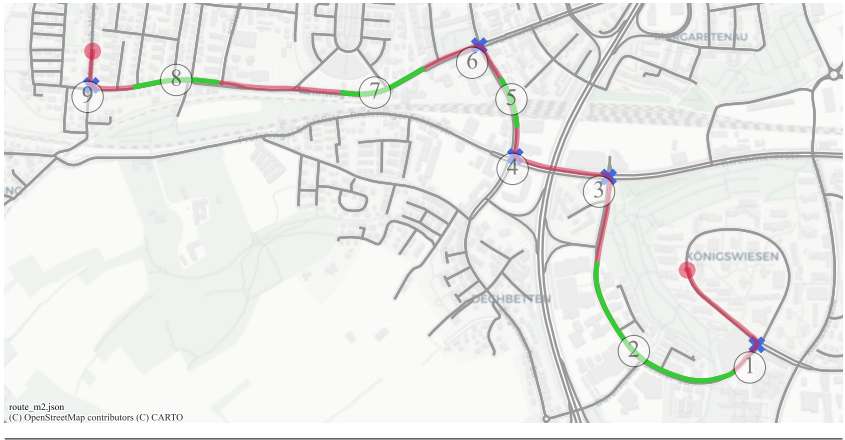 MARGARETENAU
6
8
5
7
9
4
3
KÖNIGSWIESEN
DECHBETTEN
2
1
route_m2.json
(C) OpenStreetMap contributors (C) CARTO